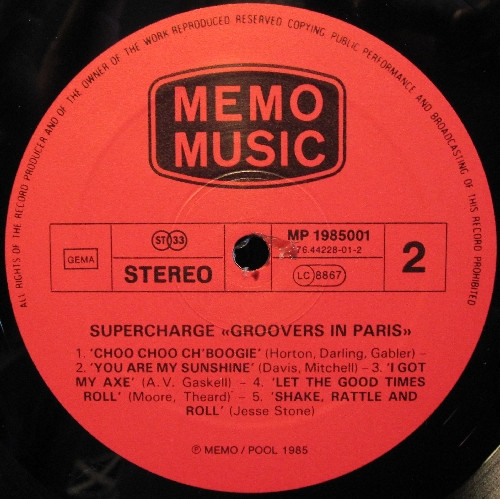 ALL RIGHTS OF THE RECORD PRODUCER AND OF THE OWNER OF THE WORK REPRODUCED RESERVED COPYING, PUBLIC PERFORMANCE AND BROADCASTING OF THIS RECORD PROHIBITED
MEMO
MUSIC
GEMA
ST 33
STEREO
MP 1985001
76.44228-01-2
LC 8867
2
SUPERCHARGE «GROOVERS IN PARIS»
1. 'CHOO CHOO CH'BOOGIE' (Horton, Darling, Gabler) –
2. 'YOU ARE MY SUNSHINE' (Davis, Mitchell) – 3. 'I GOT
MY AXE' (A. V. Gaskell) – 4. 'LET THE GOOD TIMES
ROLL' (Moore, Theard) – 5. 'SHAKE, RATTLE AND
ROLL' (Jesse Stone)
℗ MEMO / POOL 1985